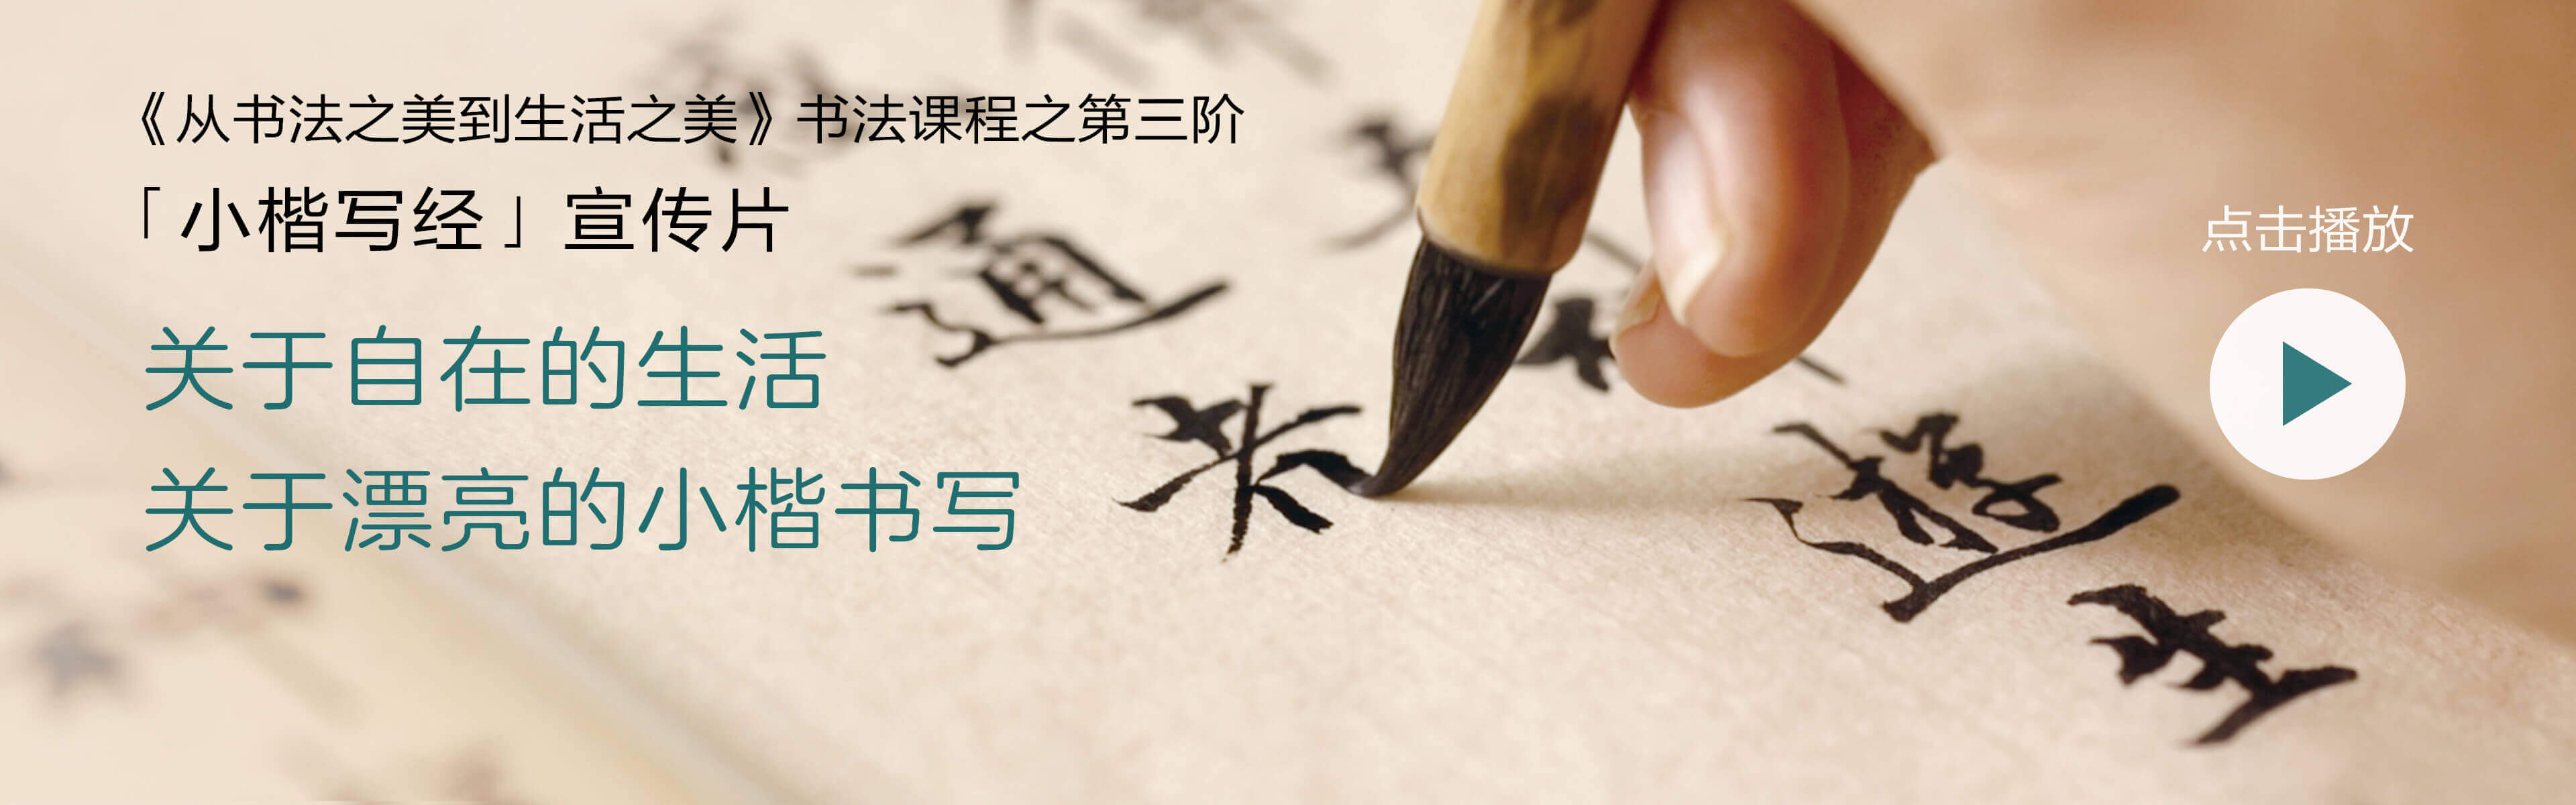 《从书法之美到生活之美》书法课程之第三阶
「小楷写经」宣传片
关于自在的生活
关于漂亮的小楷书写
点击播放
通